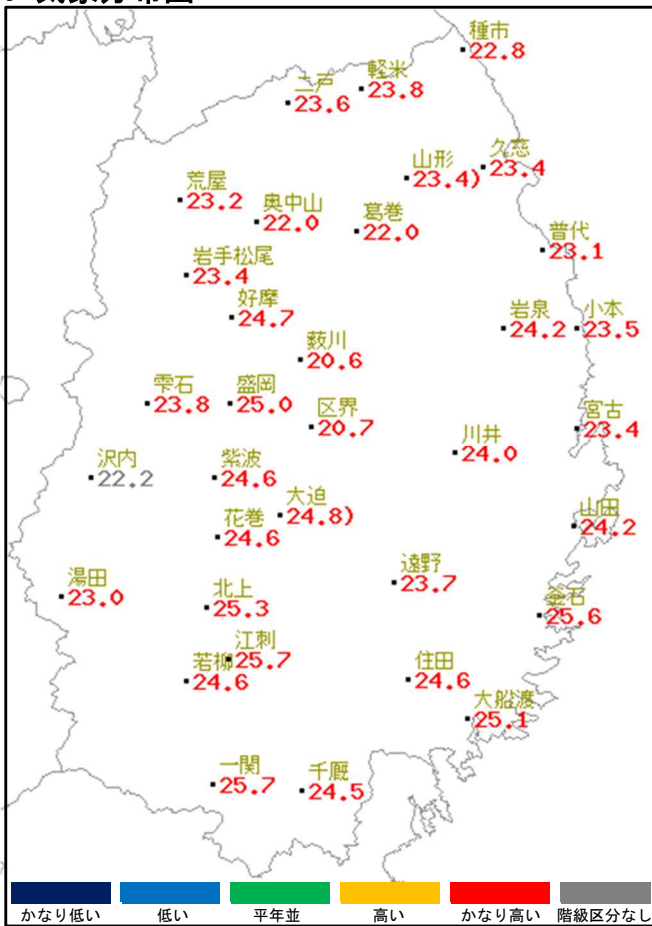 種市
22.8
軽米
23.8
二戸
23.6
久慈
23.4
山形
23.4)
荒屋
23.2
奥中山
22.0
葛巻
22.0
普代
23.1
岩手松尾
23.4
好摩
24.7
岩泉
24.2
小本
23.5
薮川
20.6
雫石
23.8
盛岡
25.0
区界
20.7
宮古
23.4
川井
24.0
沢内
22.2
紫波
24.6
大迫
24.8)
山田
24.2
花巻
24.6
遠野
23.7
湯田
23.0
北上
25.3
釜石
25.6
江刺
25.7
若柳
24.6
住田
24.6
大船渡
25.1
一関
25.7
千厩
24.5
かなり低い 低い 平年並 高い かなり高い 階級区分なし